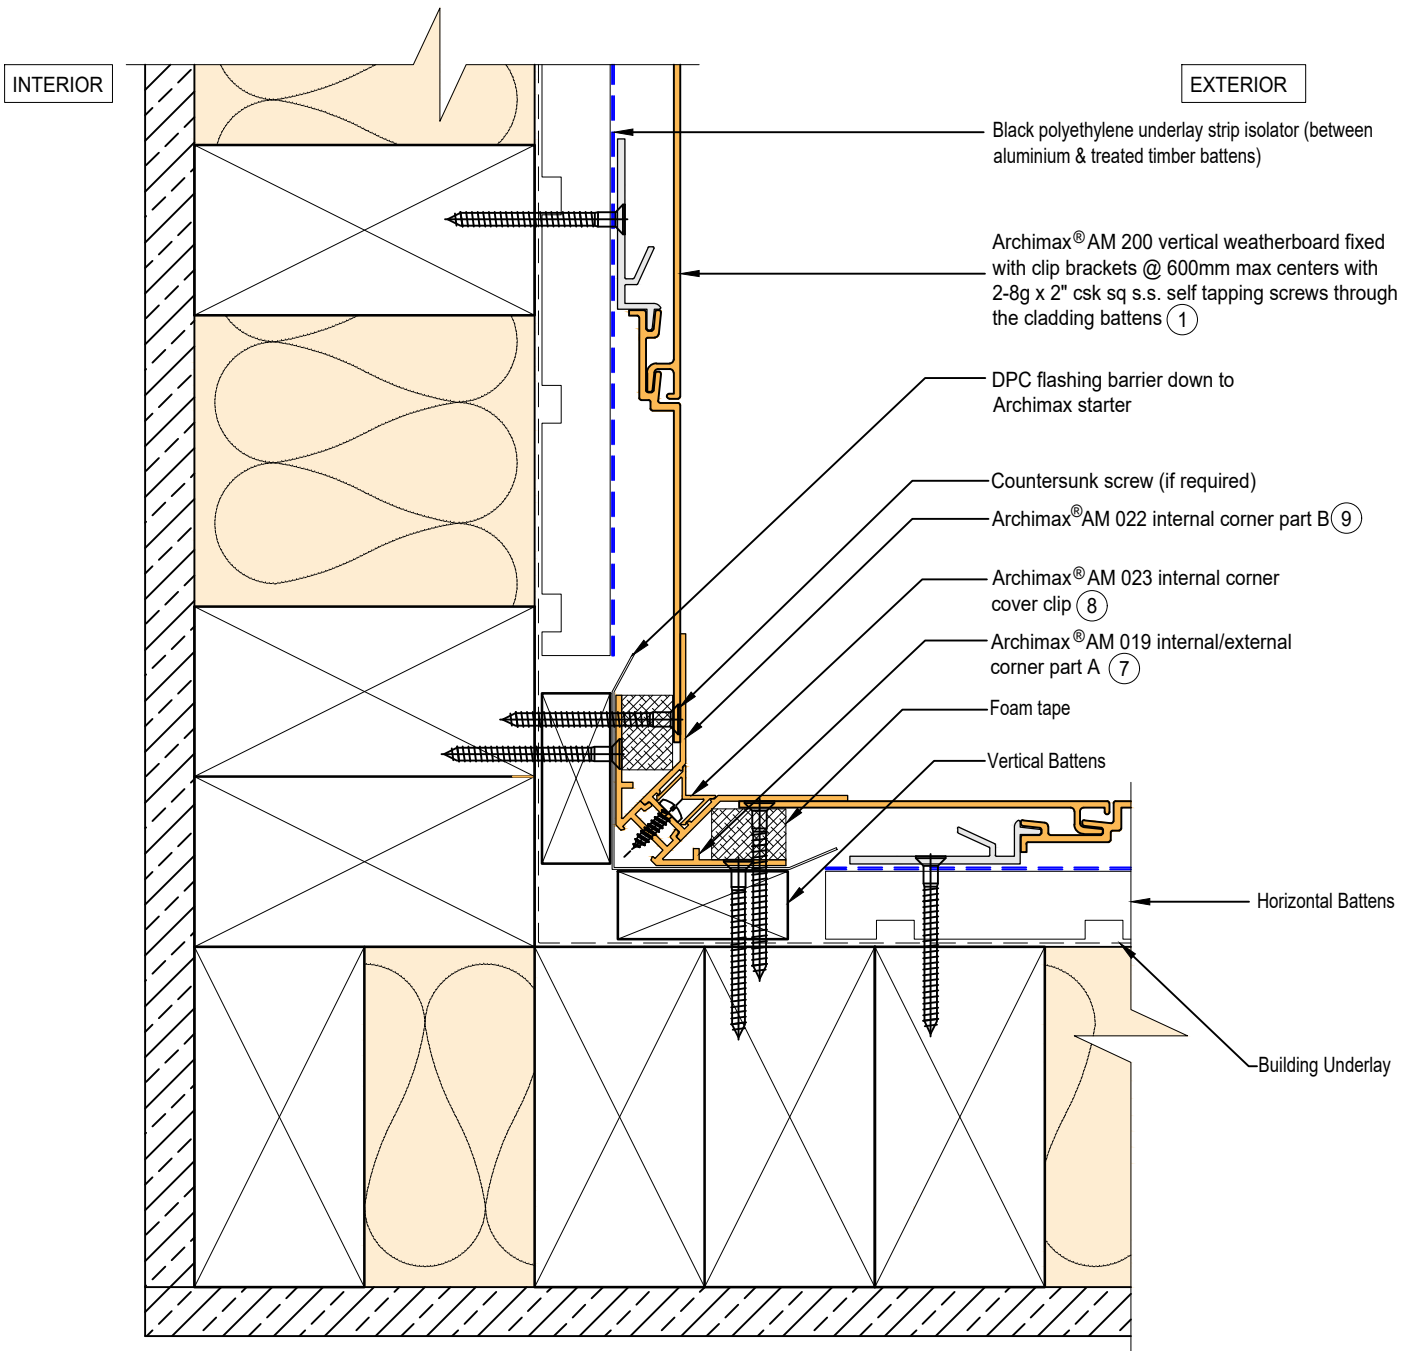 INTERIOR
EXTERIOR
Black polyethylene underlay strip isolator (between
aluminium & treated timber battens)
Archimax® AM 200 vertical weatherboard fixed
with clip brackets @ 600mm max centers with
2-8g x 2" csk sq s.s. self tapping screws through
the cladding battens 1
DPC flashing barrier down to
Archimax starter
Countersunk screw (if required)
Archimax® AM 022 internal corner part B 9
Archimax® AM 023 internal corner
cover clip 8
Archimax® AM 019 internal/external
corner part A 7
Foam tape
Vertical Battens
Horizontal Battens
Building Underlay